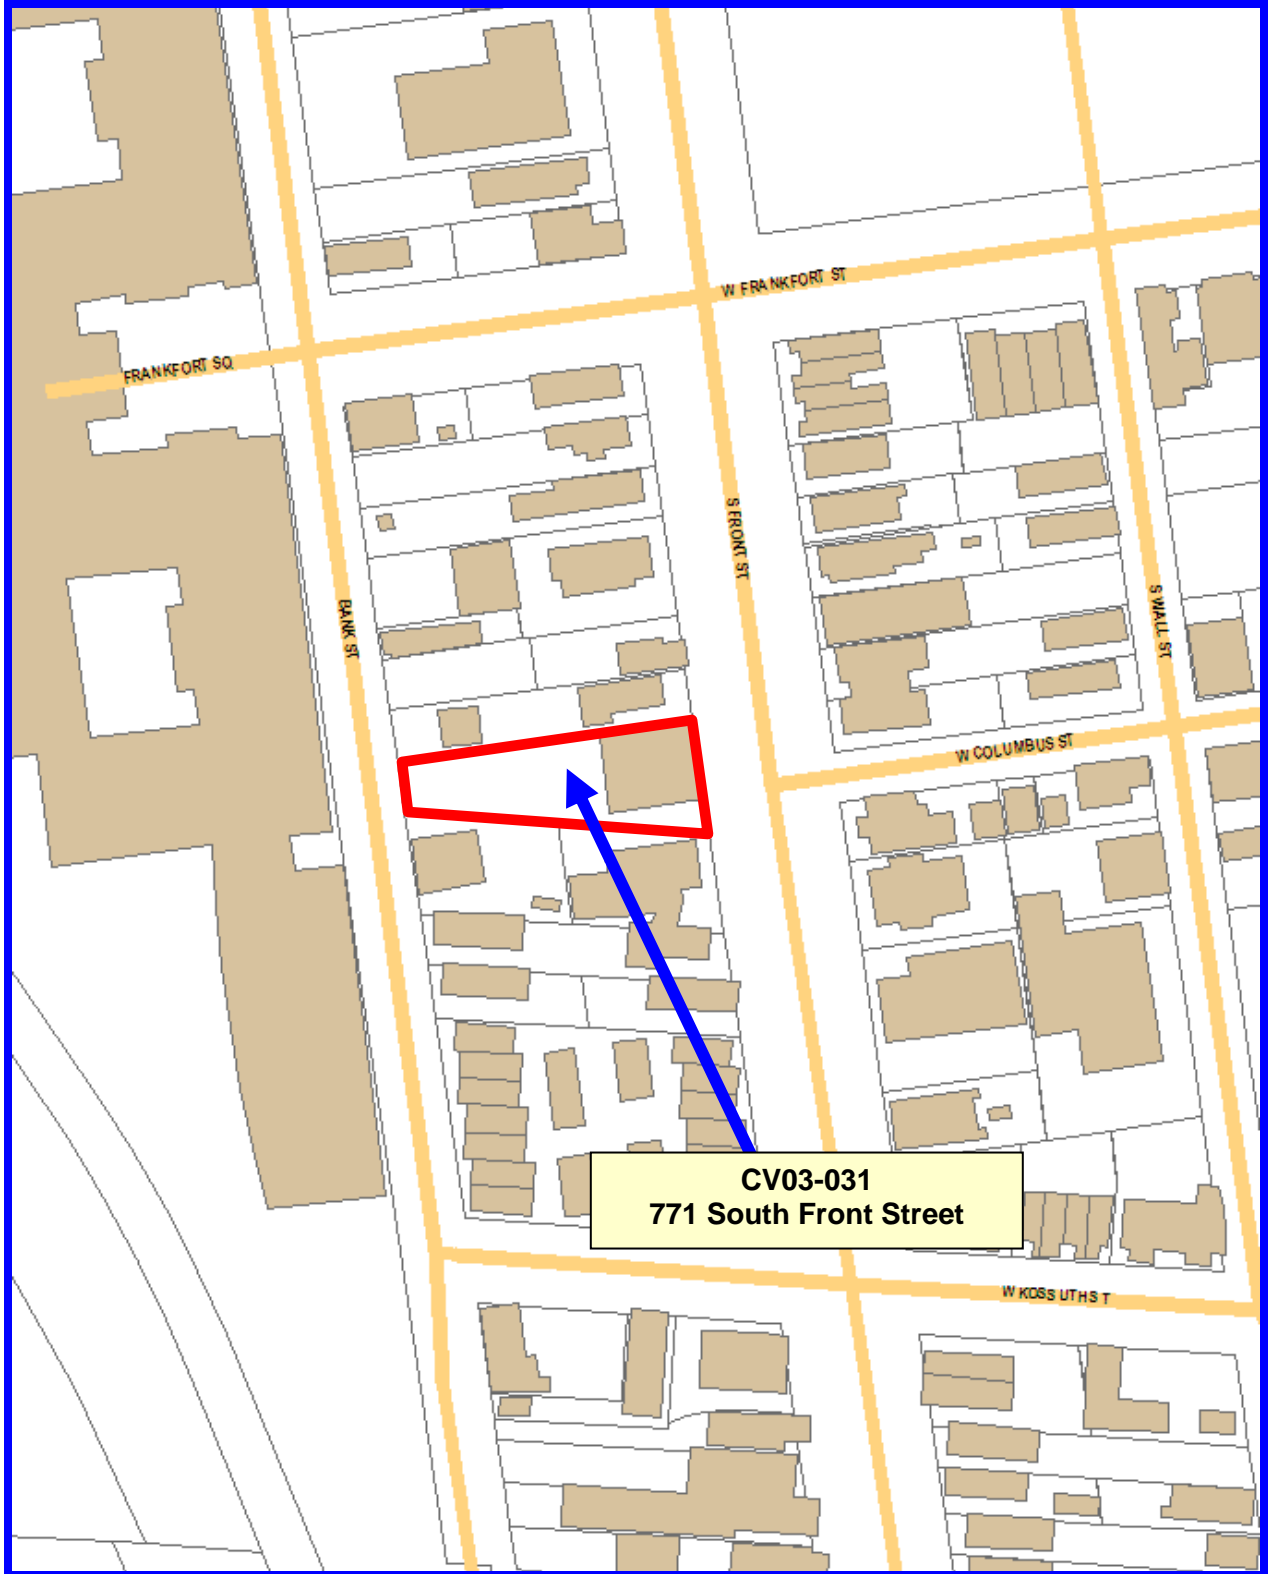 W FRANKFORT ST
FRANKFORT SQ
S FRONT ST
BANK ST
S WALL ST
W COLUMBUS ST
CV03-031
771 South Front Street
W KOSSUTH ST